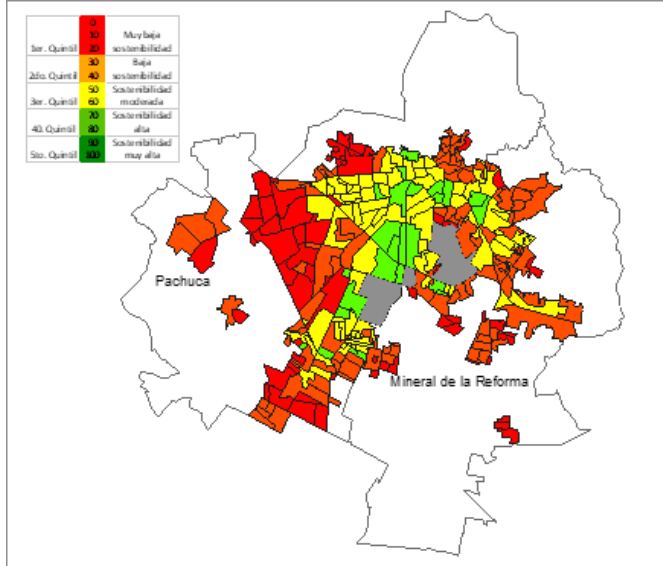 0
10 Muy baja
1er. Quintil 20 sostenibilidad
30 Baja
2do. Quintil 40 sostenibilidad
50 Sostenibilidad
3er. Quintil 60 moderada
70 Sostenibilidad
40. Quintil 80 alta
90 Sostenibilidad
5to. Quintil 100 muy alta
Pachuca
Mineral de la Reforma